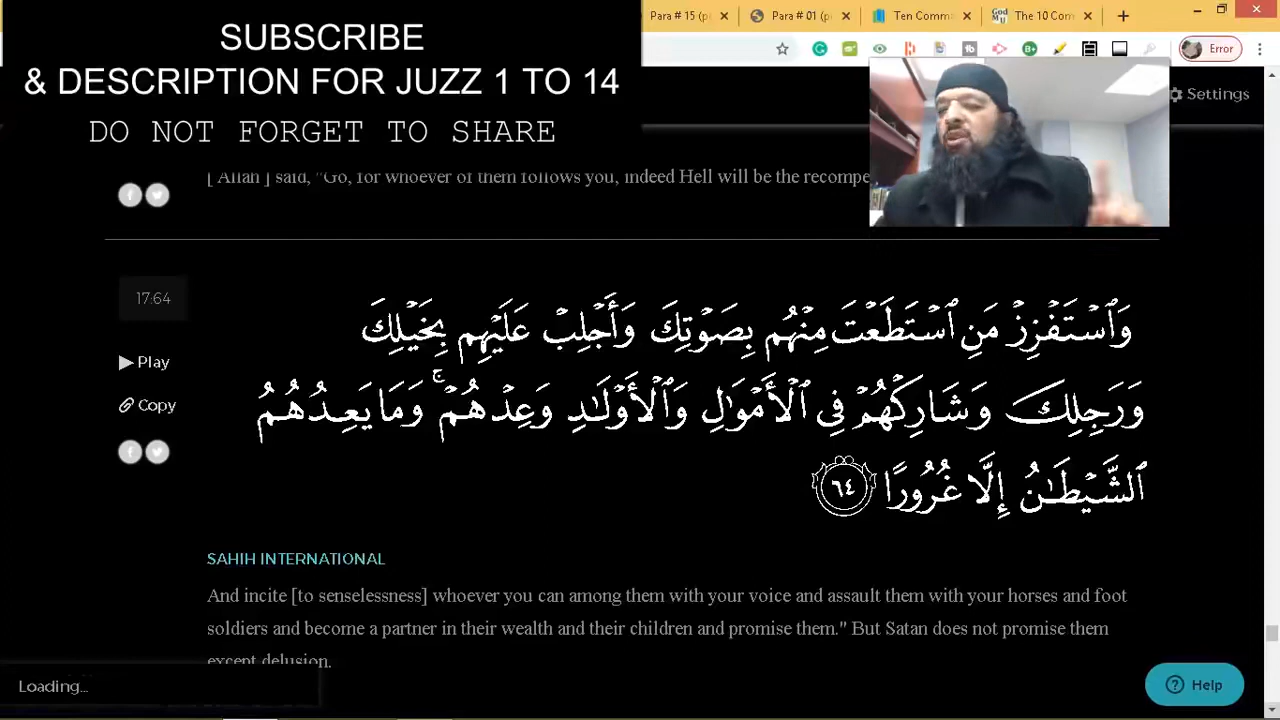 SUBSCRIBE
& DESCRIPTION FOR JUZZ 1 TO 14
DO NOT FORGET TO SHARE
Para # 15 (p
Para # 01 (p
Ten Comm
The 10 Com
Error
Settings
[ Allah ] said, "Go, for whoever of them follows you, indeed Hell will be the recompe
17:64
وَٱسْتَفْزِزْ مَنِ ٱسْتَطَعْتَ مِنْهُم بِصَوْتِكَ وَأَجْلِبْ عَلَيْهِم بِخَيْلِكَ
وَرَجِلِكَ وَشَارِكْهُمْ فِى ٱلْأَمْوَٰلِ وَٱلْأَوْلَـٰدِ وَعِدْهُمْ ۚ وَمَا يَعِدُهُمُ
ٱلشَّيْطَـٰنُ إِلَّا غُرُورًا ٦٤
Play
Copy
SAHIH INTERNATIONAL
And incite [to senselessness] whoever you can among them with your voice and assault them with your horses and foot
soldiers and become a partner in their wealth and their children and promise them." But Satan does not promise them
except delusion.
Loading...
Help